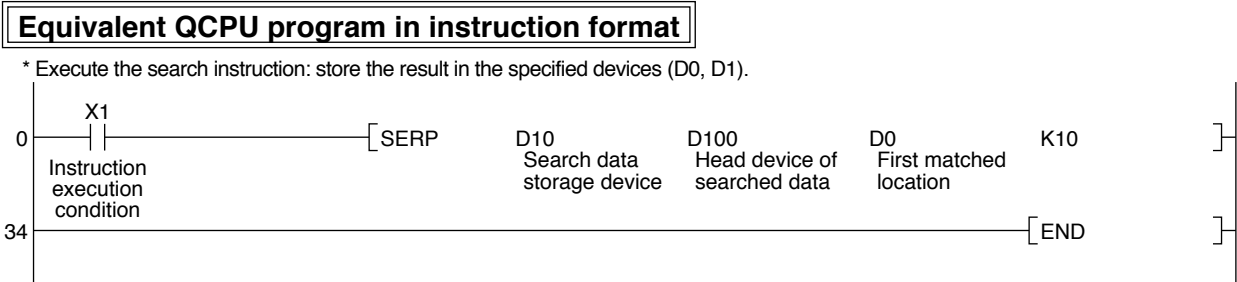 Equivalent QCPU program in instruction format
* Execute the search instruction: store the result in the specified devices (D0, D1).
X1
0 SERP D10 D100 D0 K10
Search data Head device of First matched
storage device searched data location
Instruction
execution
condition
34 END